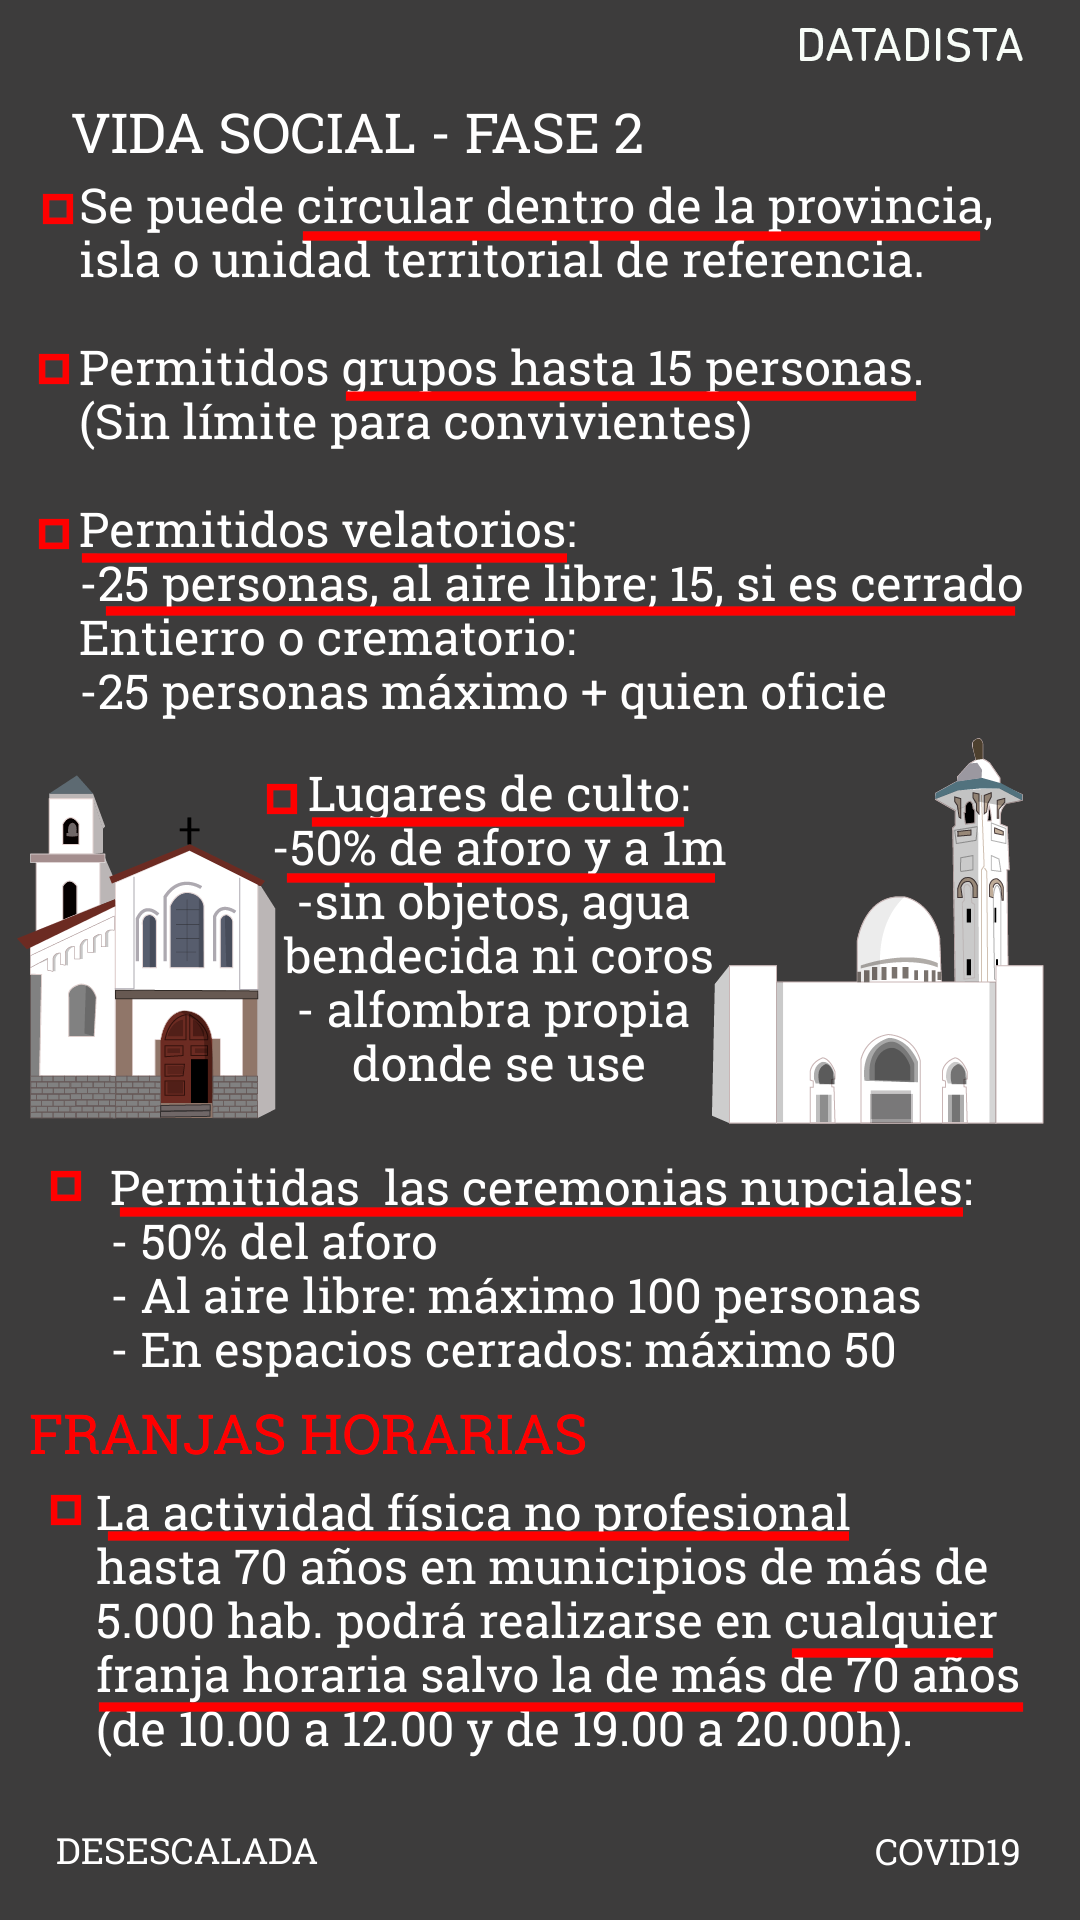 DATADISTA
VIDA SOCIAL - FASE 2
Se puede circular dentro de la provincia,
isla o unidad territorial de referencia.
Permitidos grupos hasta 15 personas.
(Sin límite para convivientes)
Permitidos velatorios:
-25 personas, al aire libre; 15, si es cerrado
Entierro o crematorio:
-25 personas máximo + quien oficie
Lugares de culto:
-50% de aforo y a 1m
-sin objetos, agua
bendecida ni coros
- alfombra propia
donde se use
Permitidas  las ceremonias nupciales:
- 50% del aforo
- Al aire libre: máximo 100 personas
- En espacios cerrados: máximo 50
FRANJAS HORARIAS
La actividad física no profesional
hasta 70 años en municipios de más de
5.000 hab. podrá realizarse en cualquier
franja horaria salvo la de más de 70 años
(de 10.00 a 12.00 y de 19.00 a 20.00h).
DESESCALADA
COVID19